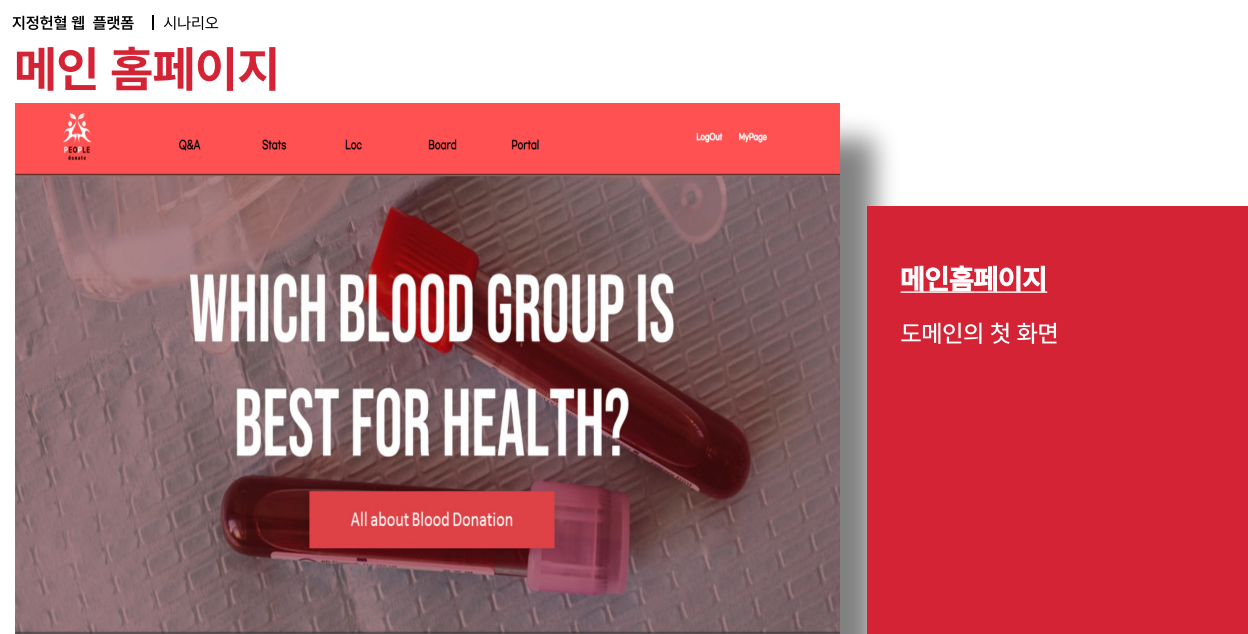 지정헌혈 웹 플랫폼 | 시나리오
메인 홈페이지
PEOPLE
donate
Q&A Stats Loc Board Portal
LogOut MyPage
WHICH BLOOD GROUP IS
BEST FOR HEALTH?
All about Blood Donation
메인홈페이지
도메인의 첫 화면